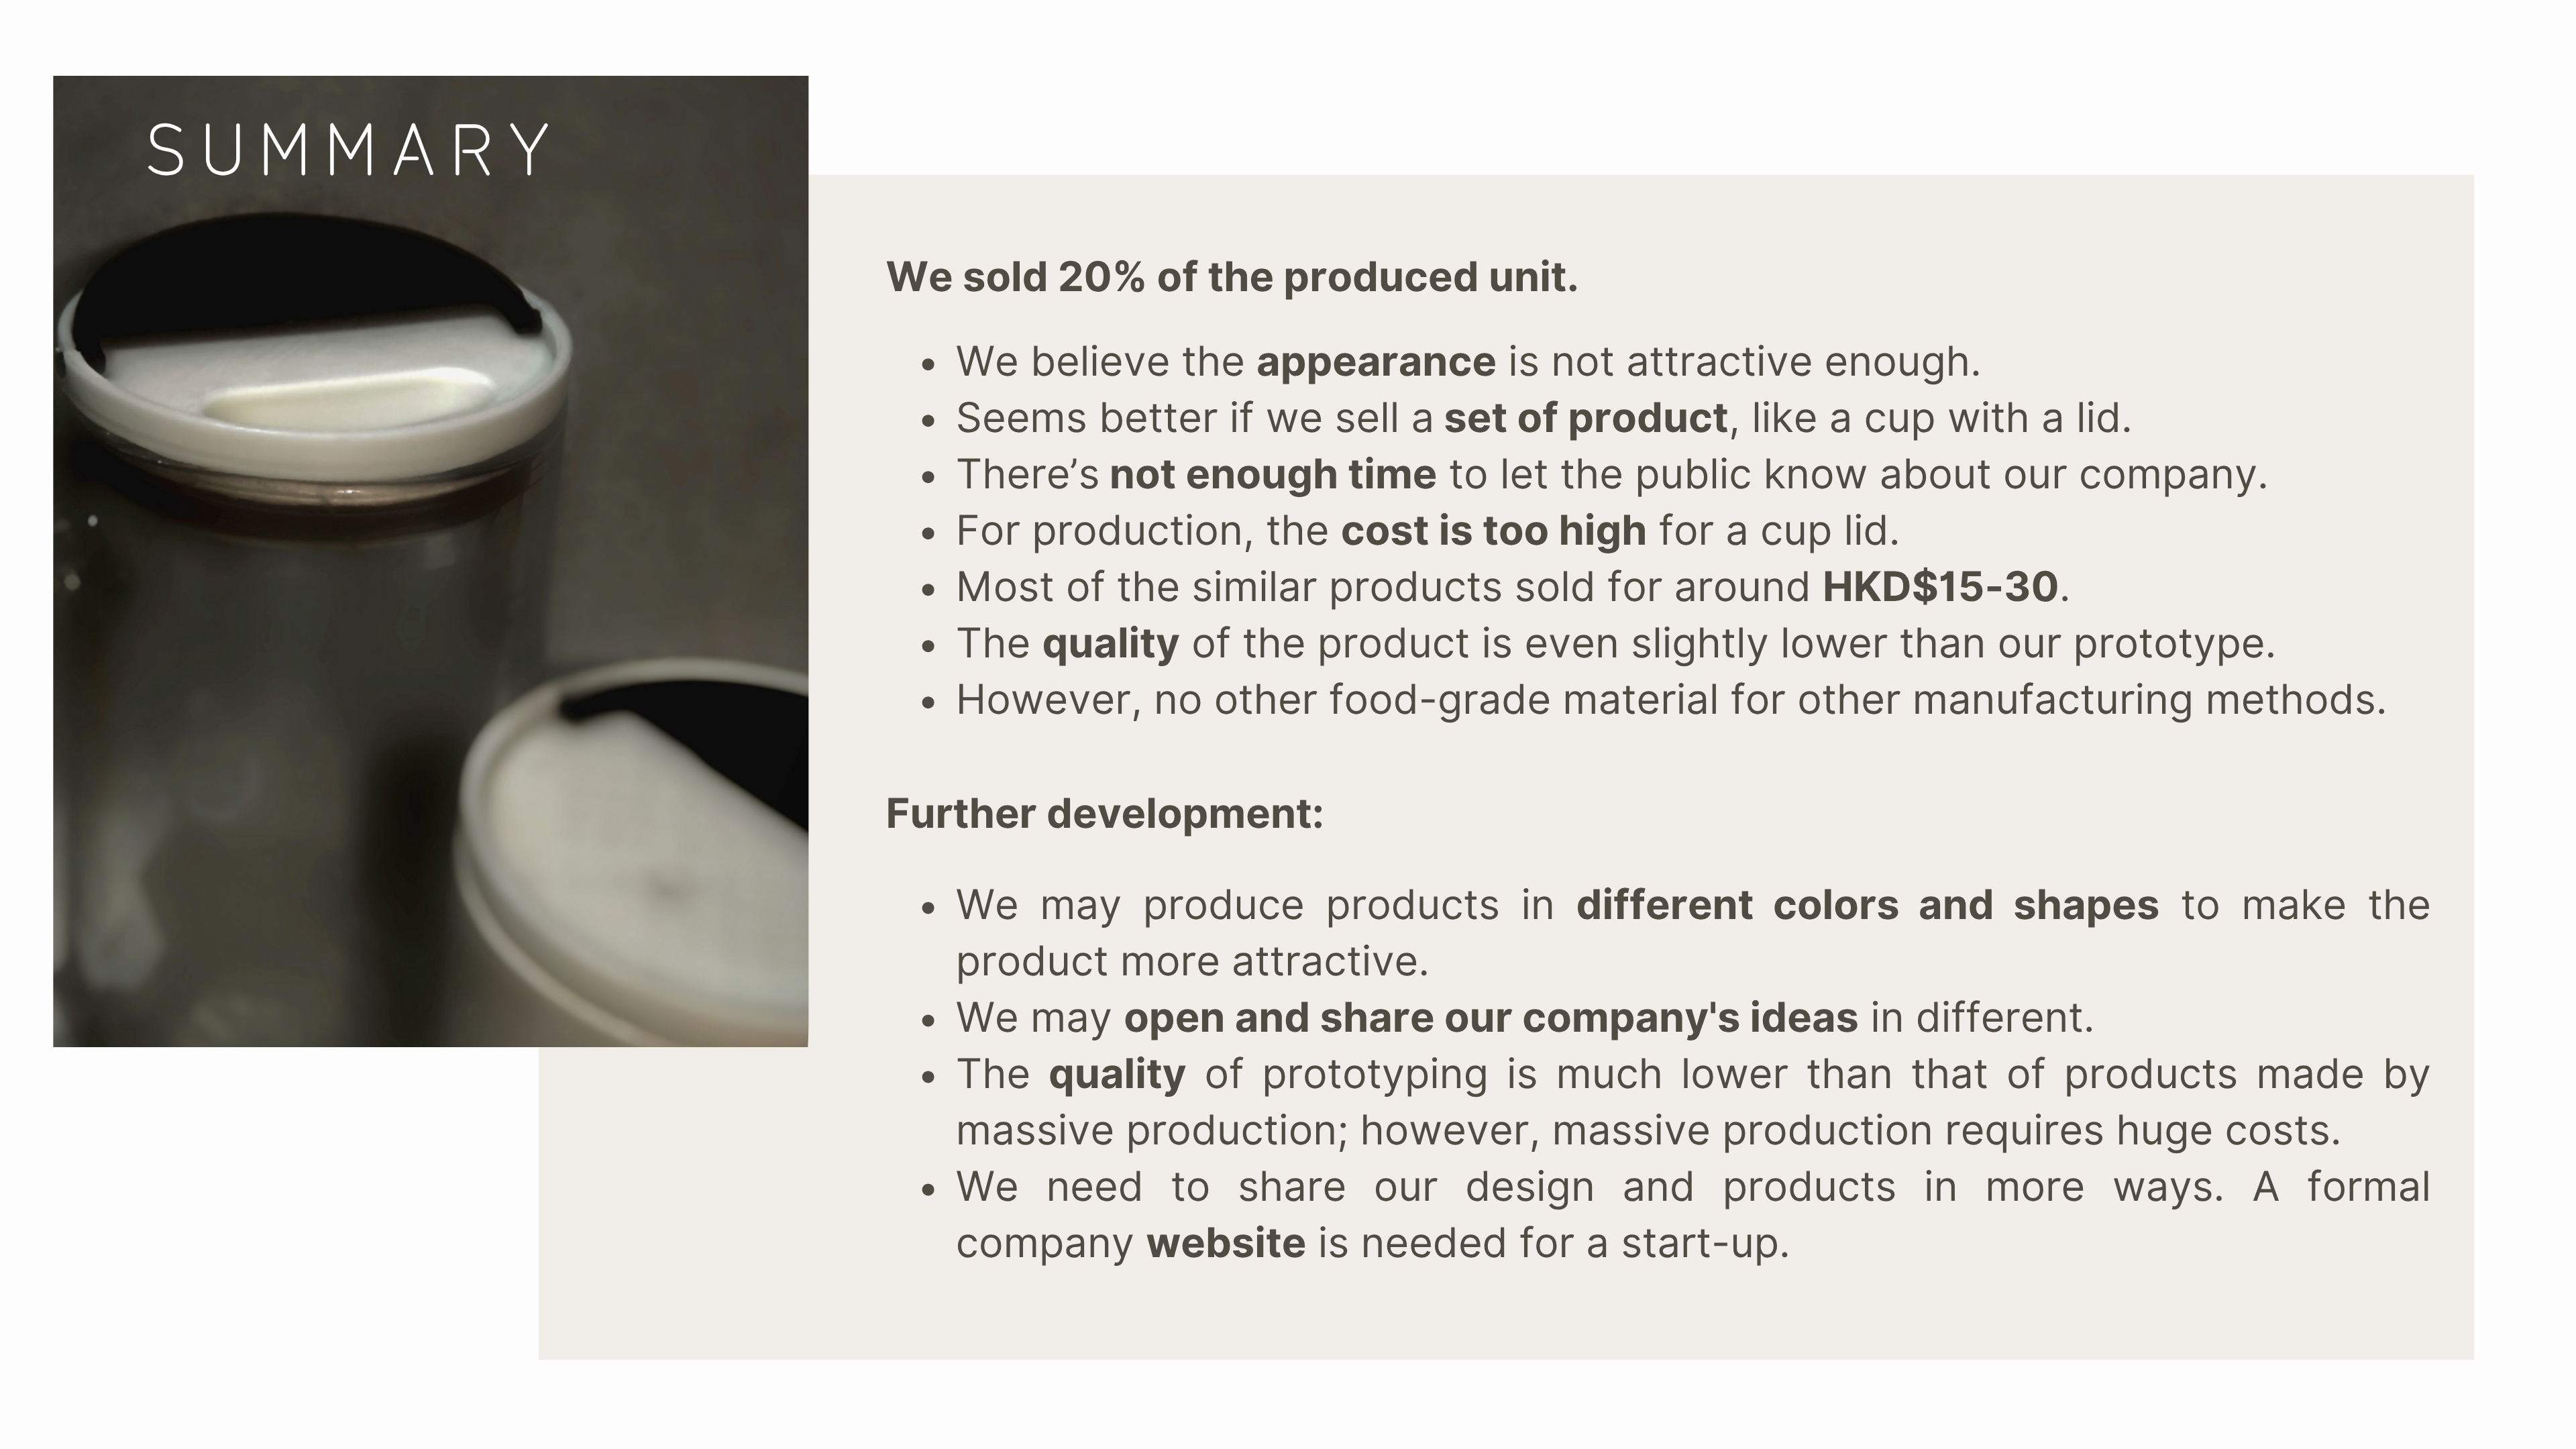 SUMMARY
We sold 20% of the produced unit.
• We believe the appearance is not attractive enough.
• Seems better if we sell a set of product, like a cup with a lid.
• There’s not enough time to let the public know about our company.
• For production, the cost is too high for a cup lid.
• Most of the similar products sold for around HKD$15-30.
• The quality of the product is even slightly lower than our prototype.
• However, no other food-grade material for other manufacturing methods.
Further development:
• We may produce products in different colors and shapes to make the
product more attractive.
• We may open and share our company's ideas in different.
• The quality of prototyping is much lower than that of products made by
massive production; however, massive production requires huge costs.
• We need to share our design and products in more ways. A formal
company website is needed for a start-up.